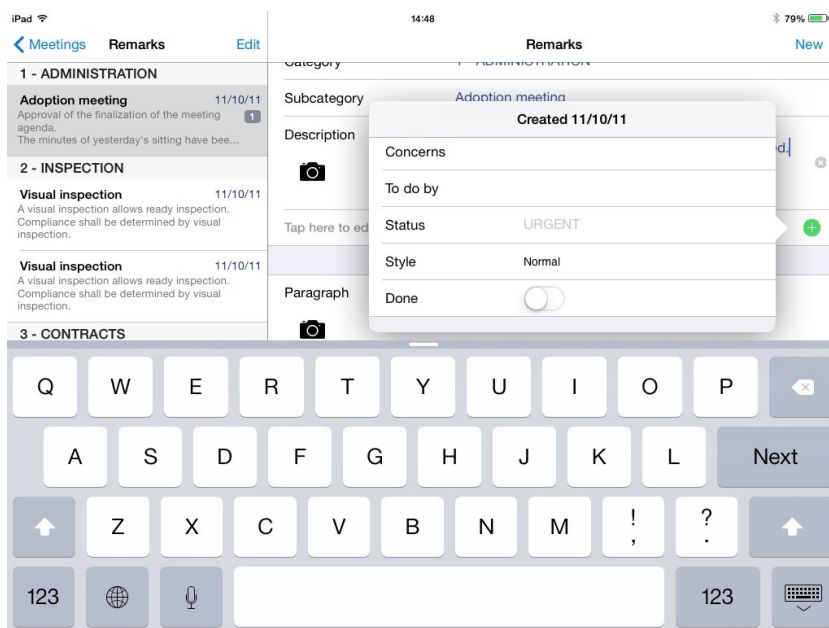 iPad 14:48 79%
Meetings Remarks Edit
Remarks New
1 - ADMINISTRATION
Adoption meeting 11/10/11
Approval of the finalization of the meeting 1
agenda.
The minutes of yesterday's sitting have bee...
2 - INSPECTION
Visual inspection 11/10/11
A visual inspection allows ready inspection.
Compliance shall be determined by visual
inspection.
Visual inspection 11/10/11
A visual inspection allows ready inspection.
Compliance shall be determined by visual
inspection.
3 - CONTRACTS
Category 1 - ADMINISTRATION
Subcategory Adoption meeting
Description
Tap here to ed
Paragraph
Created 11/10/11
Concerns
To do by
Status URGENT
Style Normal
Done
Q W E R T Y U I O P
A S D F G H J K L Next
Z X C V B N M ! , ? .
123 123